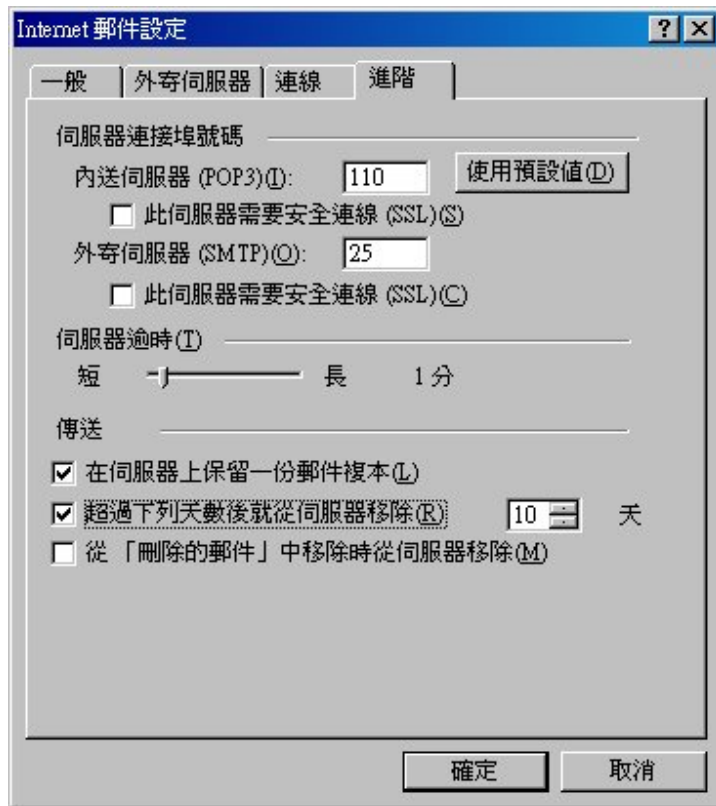 Internet 郵件設定
一般 外寄伺服器 連線 進階
伺服器連接埠號碼
內送伺服器 (POP3)(I): 110 使用預設值(D)
此伺服器需要安全連線 (SSL)(S)
外寄伺服器 (SMTP)(O): 25
此伺服器需要安全連線 (SSL)(C)
伺服器逾時(T)
短 長 1 分
傳送
在伺服器上保留一份郵件複本(L)
超過下列天數後就從伺服器移除(R) 10 天
從「刪除的郵件」中移除時從伺服器移除(M)
確定 取消